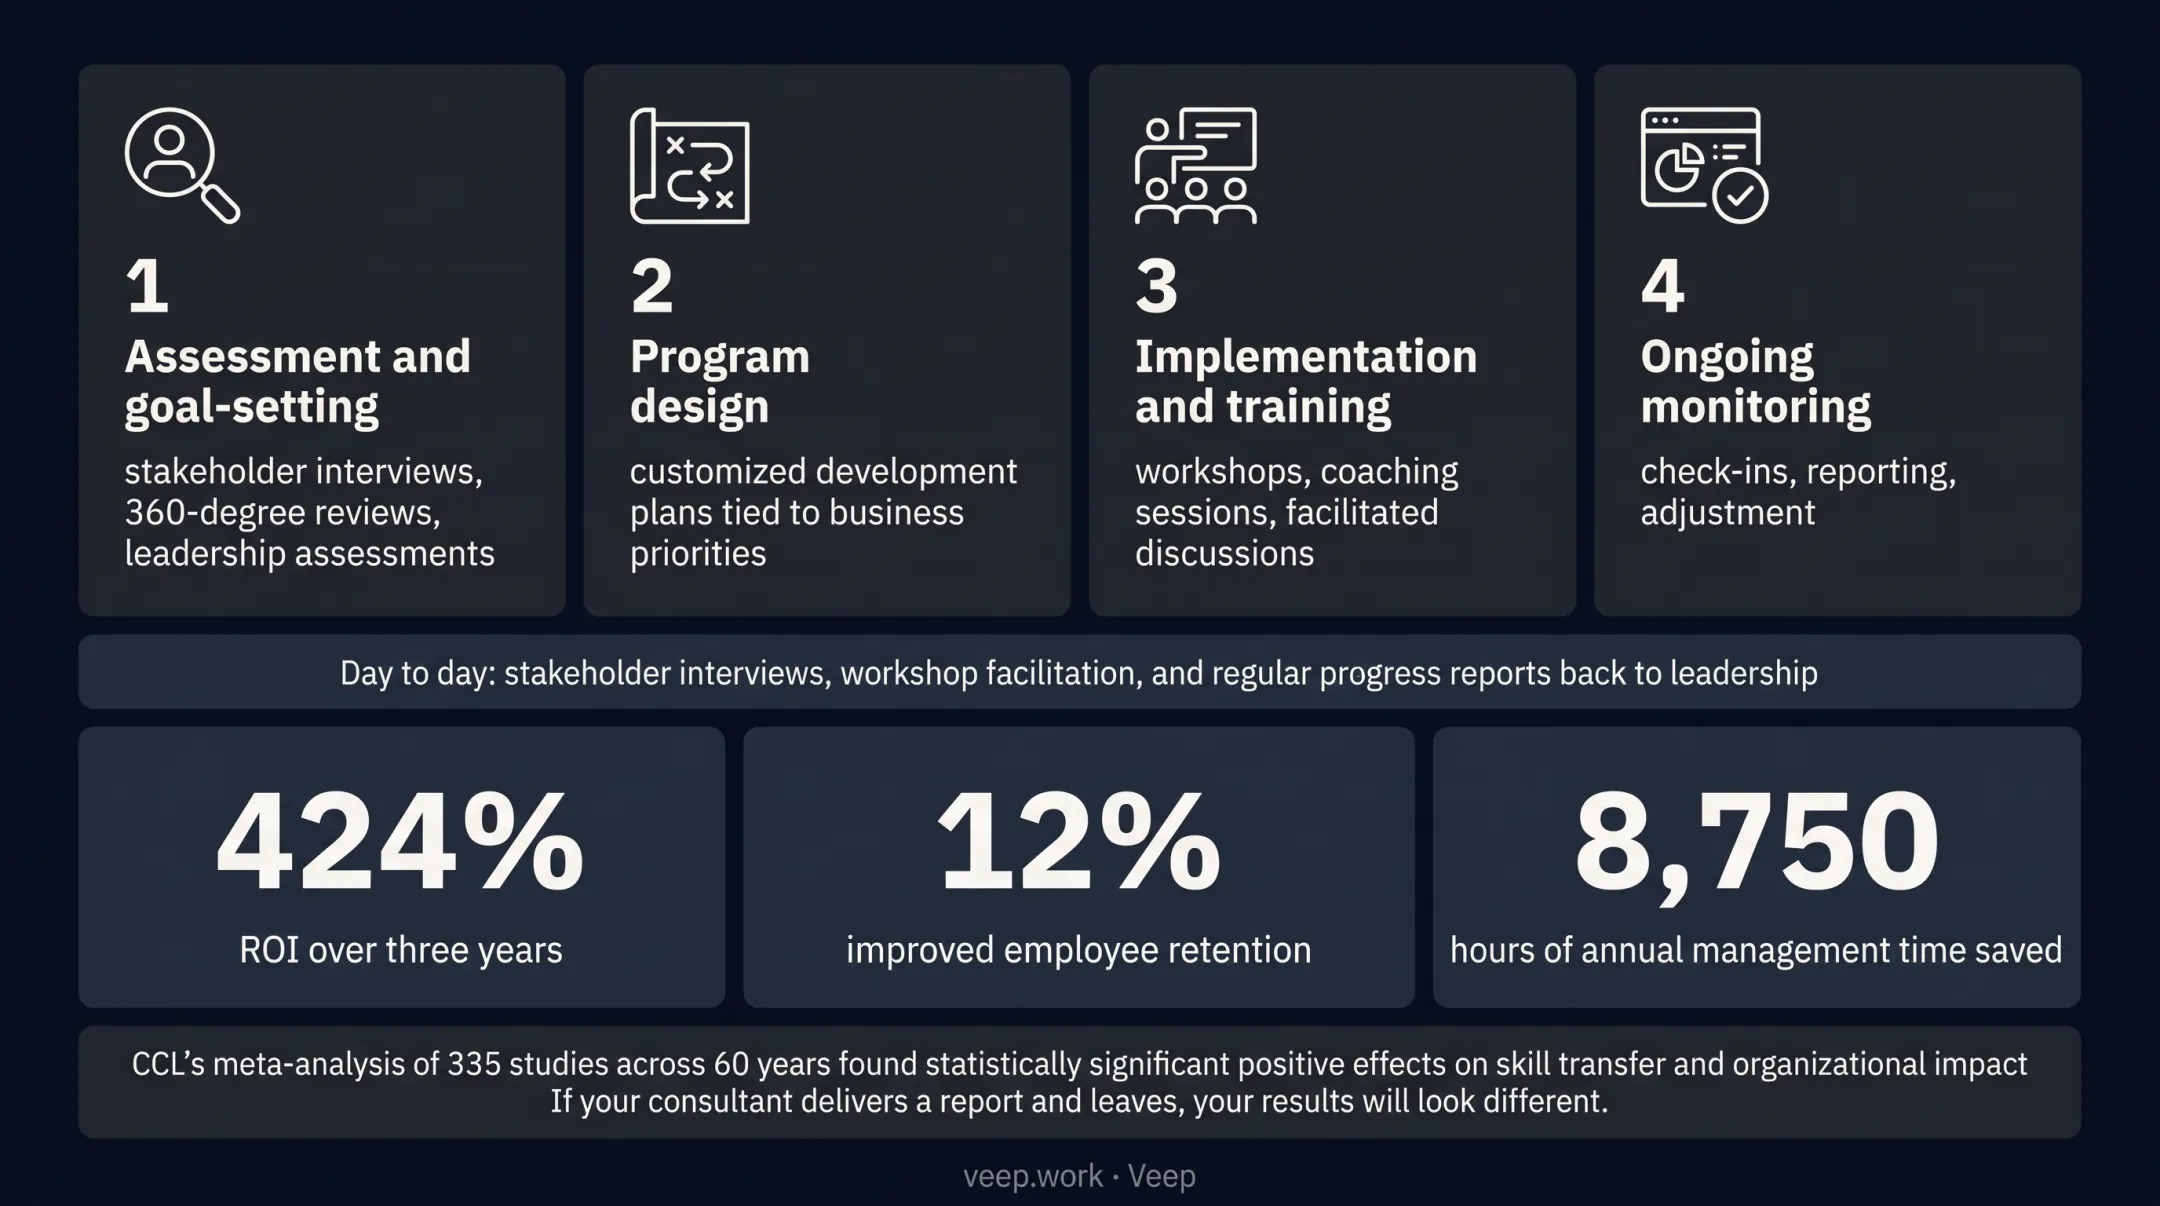 1
Assessment and
goal-setting
stakeholder interviews,
360-degree reviews,
leadership assessments
2
Program
design
customized development
plans tied to business
priorities
3
Implementation
and training
workshops, coaching
sessions, facilitated
discussions
4
Ongoing
monitoring
check-ins, reporting,
adjustment
Day to day: stakeholder interviews, workshop facilitation, and regular progress reports back to leadership
424%
ROI over three years
12%
improved employee retention
8,750
hours of annual management time saved
CCL’s meta-analysis of 335 studies across 60 years found statistically significant positive effects on skill transfer and organizational impact
If your consultant delivers a report and leaves, your results will look different.
veep.work · Veep